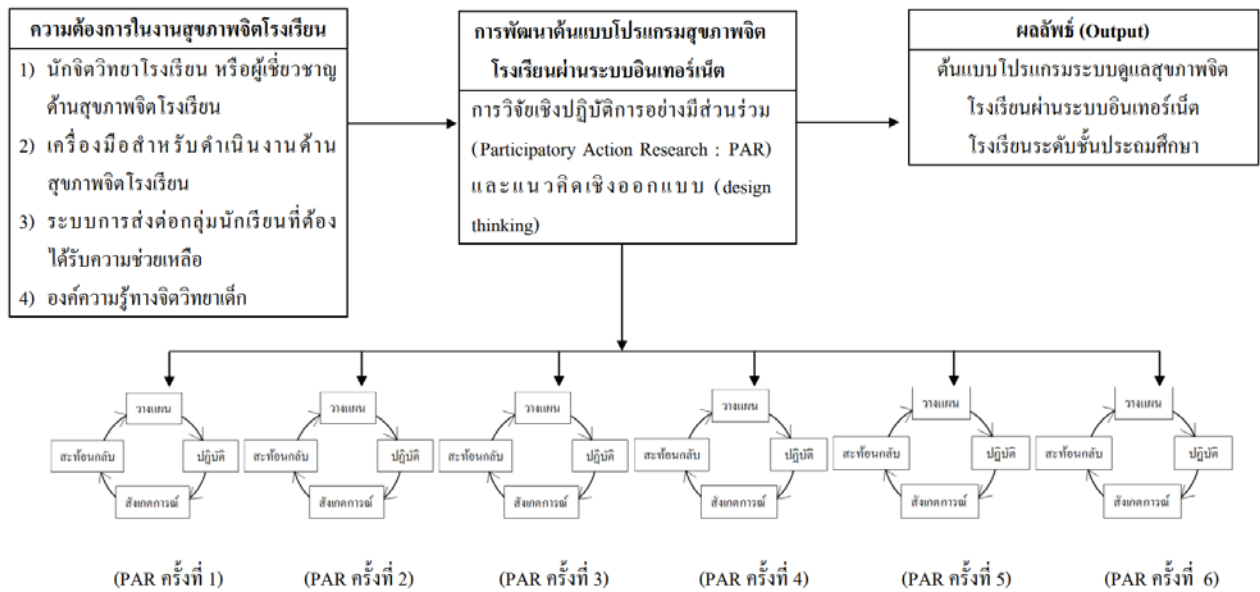 ความต้องการในงานสุขภาพจิตโรงเรียน
1) นักจิตวิทยาโรงเรียน หรือผู้เชี่ยวชาญ
ด้านสุขภาพจิตโรงเรียน
2) เครื่องมือสำหรับดำเนินงานด้าน
สุขภาพจิตโรงเรียน
3) ระบบการส่งต่อกลุ่มนักเรียนที่ต้อง
ได้รับความช่วยเหลือ
4) องค์ความรู้ทางจิตวิทยาเด็ก
การพัฒนาต้นแบบโปรแกรมสุขภาพจิต
โรงเรียนผ่านระบบอินเทอร์เน็ต
การวิจัยเชิงปฏิบัติการอย่างมีส่วนร่วม
(Participatory Action Research : PAR)
และแนวคิดเชิงออกแบบ (design
thinking)
ผลลัพธ์ (Output)
ต้นแบบโปรแกรมระบบดูแลสุขภาพจิต
โรงเรียนผ่านระบบอินเทอร์เน็ต
โรงเรียนระดับชั้นประถมศึกษา
วางแผน
ปฏิบัติ
สังเกตการณ์
สะท้อนกลับ
(PAR ครั้งที่ 1)
วางแผน
ปฏิบัติ
สังเกตการณ์
สะท้อนกลับ
(PAR ครั้งที่ 2)
วางแผน
ปฏิบัติ
สังเกตการณ์
สะท้อนกลับ
(PAR ครั้งที่ 3)
วางแผน
ปฏิบัติ
สังเกตการณ์
สะท้อนกลับ
(PAR ครั้งที่ 4)
วางแผน
ปฏิบัติ
สังเกตการณ์
สะท้อนกลับ
(PAR ครั้งที่ 5)
วางแผน
ปฏิบัติ
สังเกตการณ์
สะท้อนกลับ
(PAR ครั้งที่ 6)